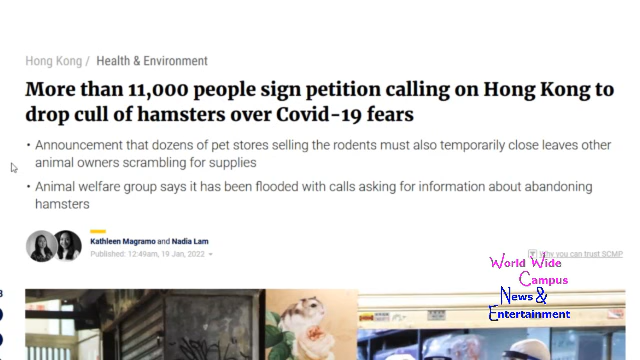 Hong Kong / Health & Environment
More than 11,000 people sign petition calling on Hong Kong to
drop cull of hamsters over Covid-19 fears
• Announcement that dozens of pet stores selling the rodents must also temporarily close leaves other
animal owners scrambling for supplies
• Animal welfare group says it has been flooded with calls asking for information about abandoning
hamsters
Kathleen Magramo and Nadia Lam
Published: 12:49am, 19 Jan, 2022
Why you can trust SCMP
World Wide
Campus
News &
Entertainment